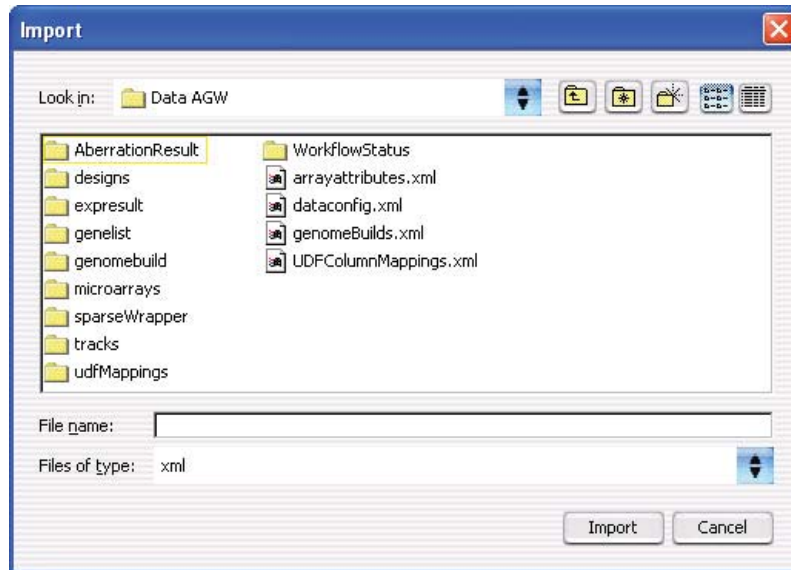 Import
Look in: Data AGW
AberrationResult
designs
expresult
genelist
genomebuild
microarrays
sparseWrapper
tracks
udfMappings
WorkflowStatus
arrayattributes.xml
dataconfig.xml
genomeBuilds.xml
UDFColumnMappings.xml
File name:
Files of type: xml
Import Cancel